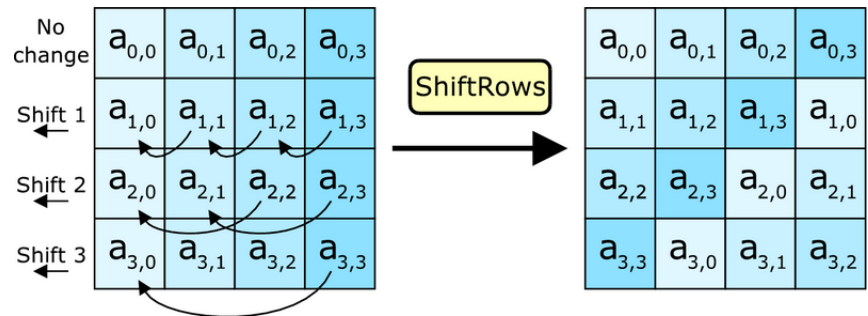 No
change
a0,0 a0,1 a0,2 a0,3
Shift 1
a1,0 a1,1 a1,2 a1,3
Shift 2
a2,0 a2,1 a2,2 a2,3
Shift 3
a3,0 a3,1 a3,2 a3,3
ShiftRows
a0,0 a0,1 a0,2 a0,3
a1,1 a1,2 a1,3 a1,0
a2,2 a2,3 a2,0 a2,1
a3,3 a3,0 a3,1 a3,2